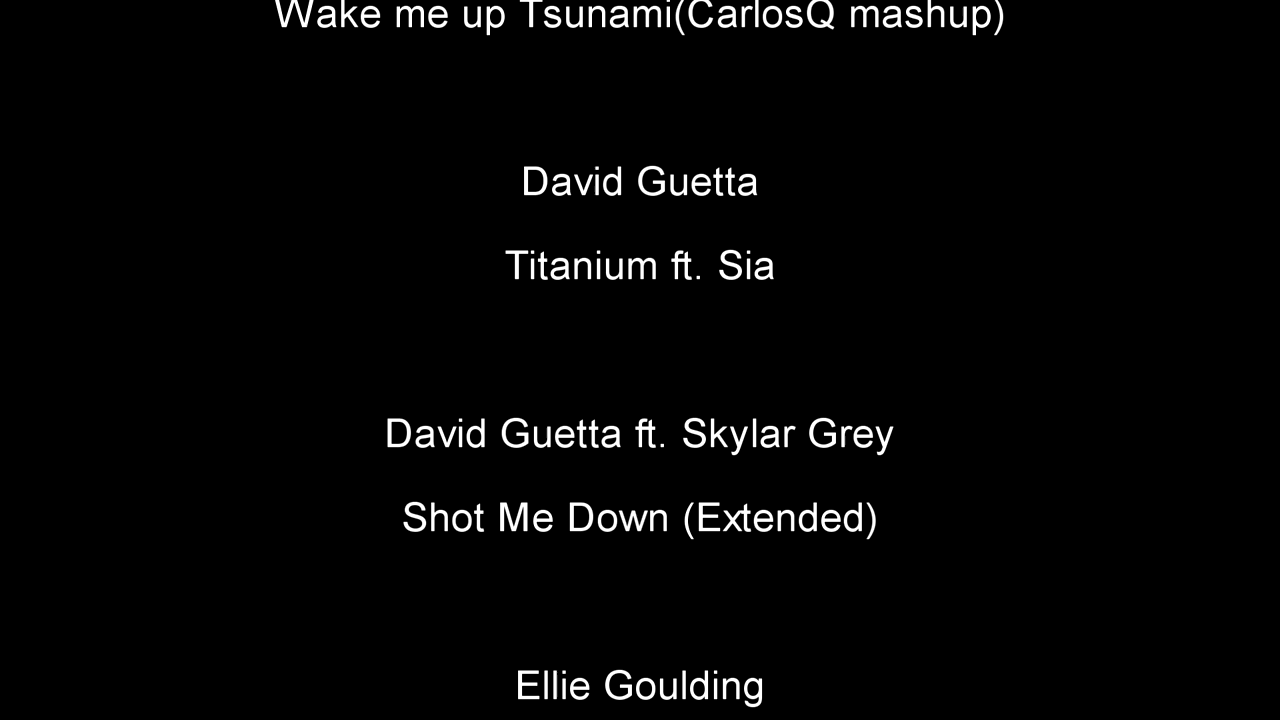 Wake me up Tsunami(CarlosQ mashup)
David Guetta
Titanium ft. Sia
David Guetta ft. Skylar Grey
Shot Me Down (Extended)
Ellie Goulding